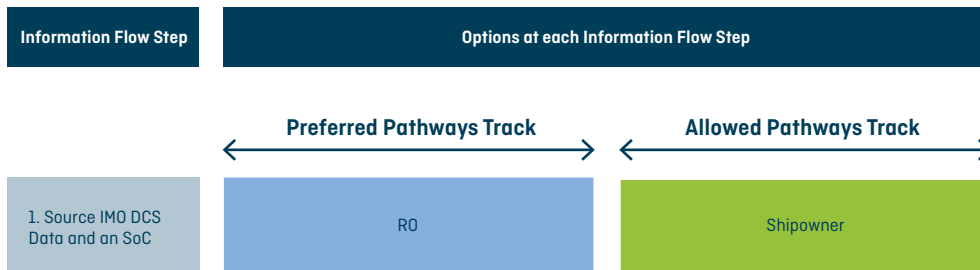 Information Flow Step
Options at each Information Flow Step
Preferred Pathways Track
Allowed Pathways Track
1. Source IMO DCS
Data and an SoC
RO
Shipowner